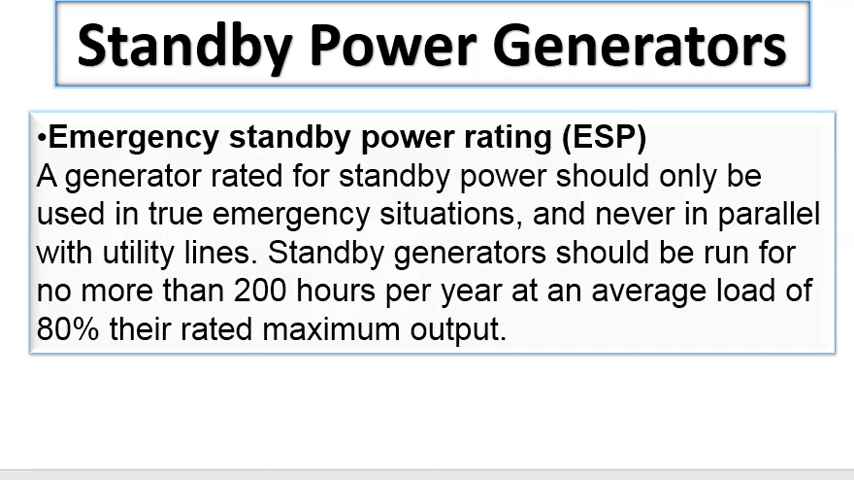 Standby Power Generators
•Emergency standby power rating (ESP)
A generator rated for standby power should only be
used in true emergency situations, and never in parallel
with utility lines. Standby generators should be run for
no more than 200 hours per year at an average load of
80% their rated maximum output.